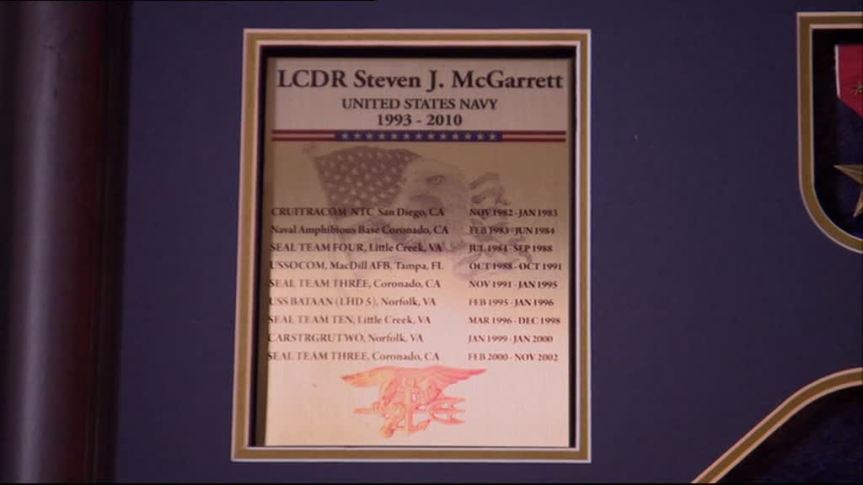 LCDR Steven J. McGarrett
UNITED STATES NAVY
1993 - 2010
CRUITRACOM NTC San Diego, CA NOV 1982 - JAN 1983
Naval Amphibious Base Coronado, CA FEB 1983 - JUN 1984
SEAL TEAM FOUR, Little Creek, VA JUL 1984 - SEP 1988
USSOCOM, MacDill AFB, Tampa, FL OCT 1988 - OCT 1991
SEAL TEAM THREE, Coronado, CA NOV 1991 - JAN 1995
USS BATAAN (LHD 5), Norfolk, VA FEB 1995 - JAN 1996
SEAL TEAM TEN, Little Creek, VA MAR 1996 - DEC 1998
CARSTRGRUTWO, Norfolk, VA JAN 1999 - JAN 2000
SEAL TEAM THREE, Coronado, CA FEB 2000 - NOV 2002